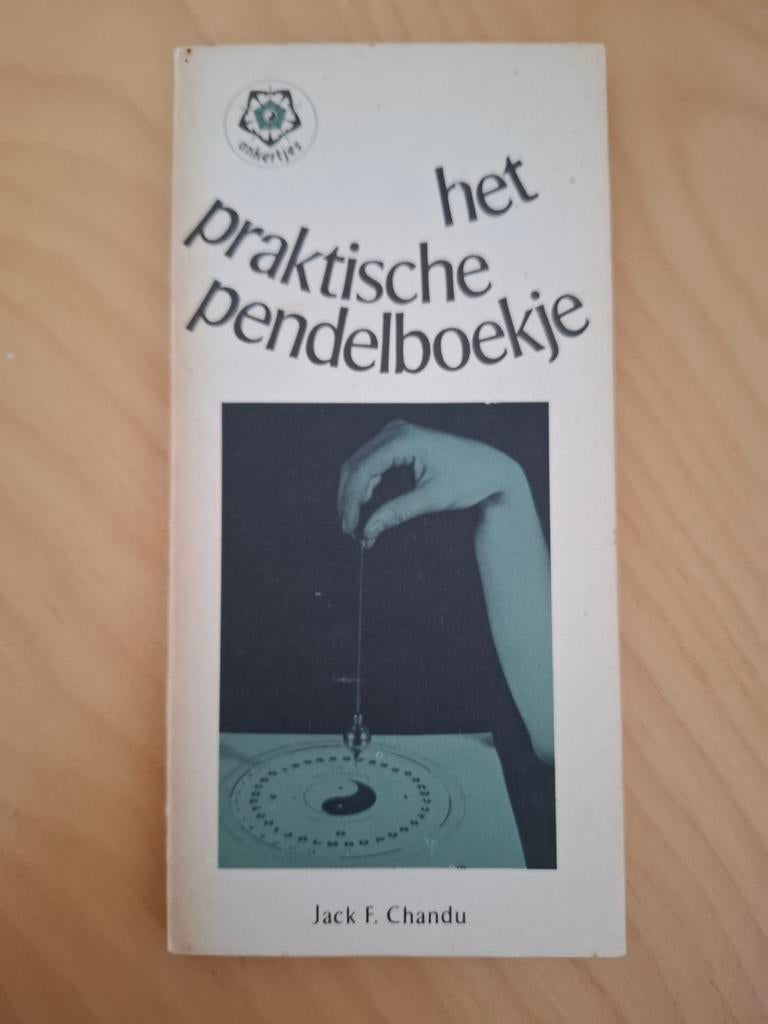 ankertjes
het
praktische
pendelboekje
Jack F. Chandu